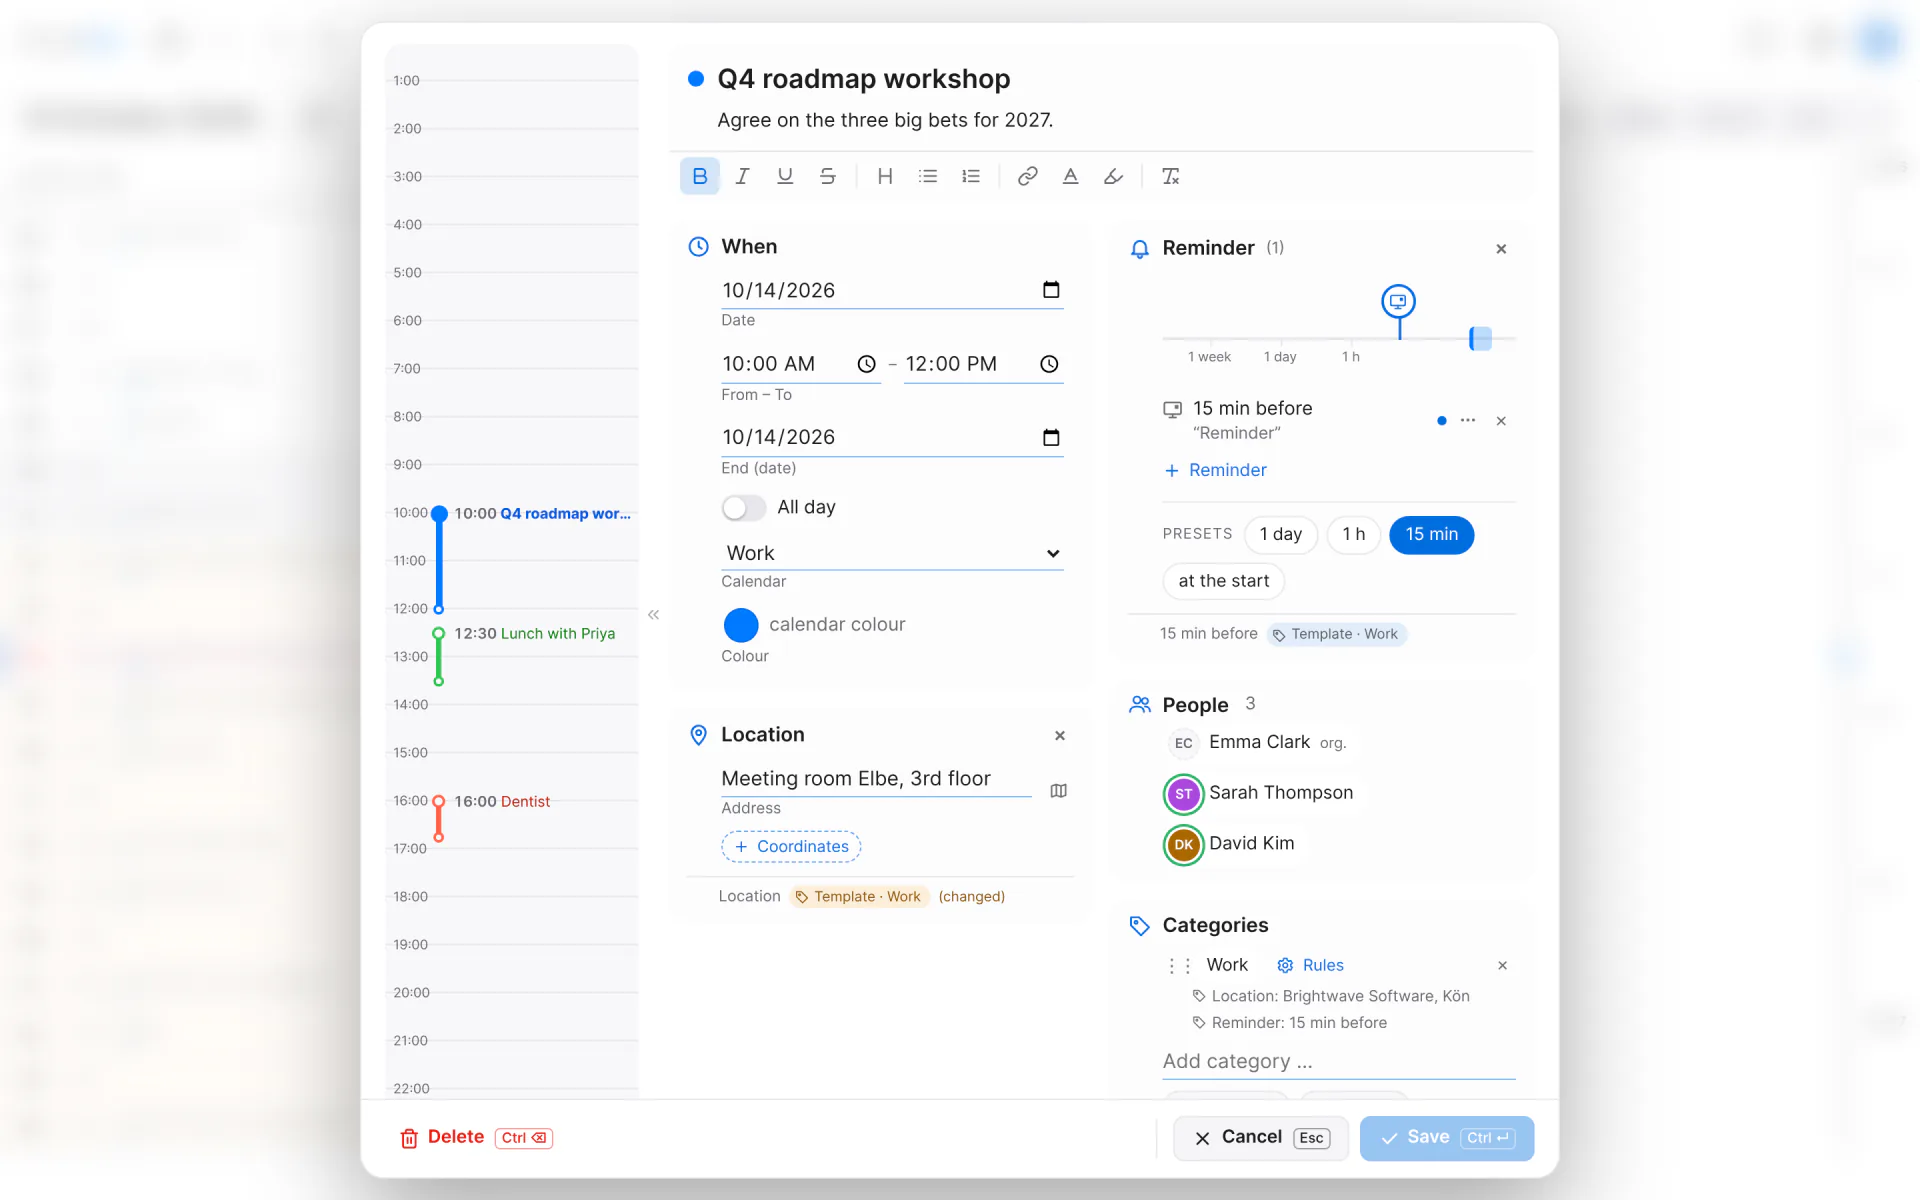 1:00
2:00
3:00
4:00
5:00
6:00
7:00
8:00
9:00
10:00 10:00 Q4 roadmap wor...
11:00
12:00
12:30 Lunch with Priya
13:00
14:00
15:00
16:00 16:00 Dentist
17:00
18:00
19:00
20:00
21:00
22:00
Q4 roadmap workshop
Agree on the three big bets for 2027.
B I U S H A
When
10/14/2026
Date
10:00 AM – 12:00 PM
From – To
10/14/2026
End (date)
All day
Work
Calendar
calendar colour
Colour
Location
Meeting room Elbe, 3rd floor
Address
+ Coordinates
Location Template · Work (changed)
Reminder (1)
1 week 1 day 1 h
15 min before
“Reminder”
+ Reminder
PRESETS 1 day 1 h 15 min
at the start
15 min before Template · Work
People 3
EC Emma Clark org.
ST Sarah Thompson
DK David Kim
Categories
Work Rules
Location: Brightwave Software, Kön
Reminder: 15 min before
Add category ...
Delete Ctrl
Cancel Esc
Save Ctrl